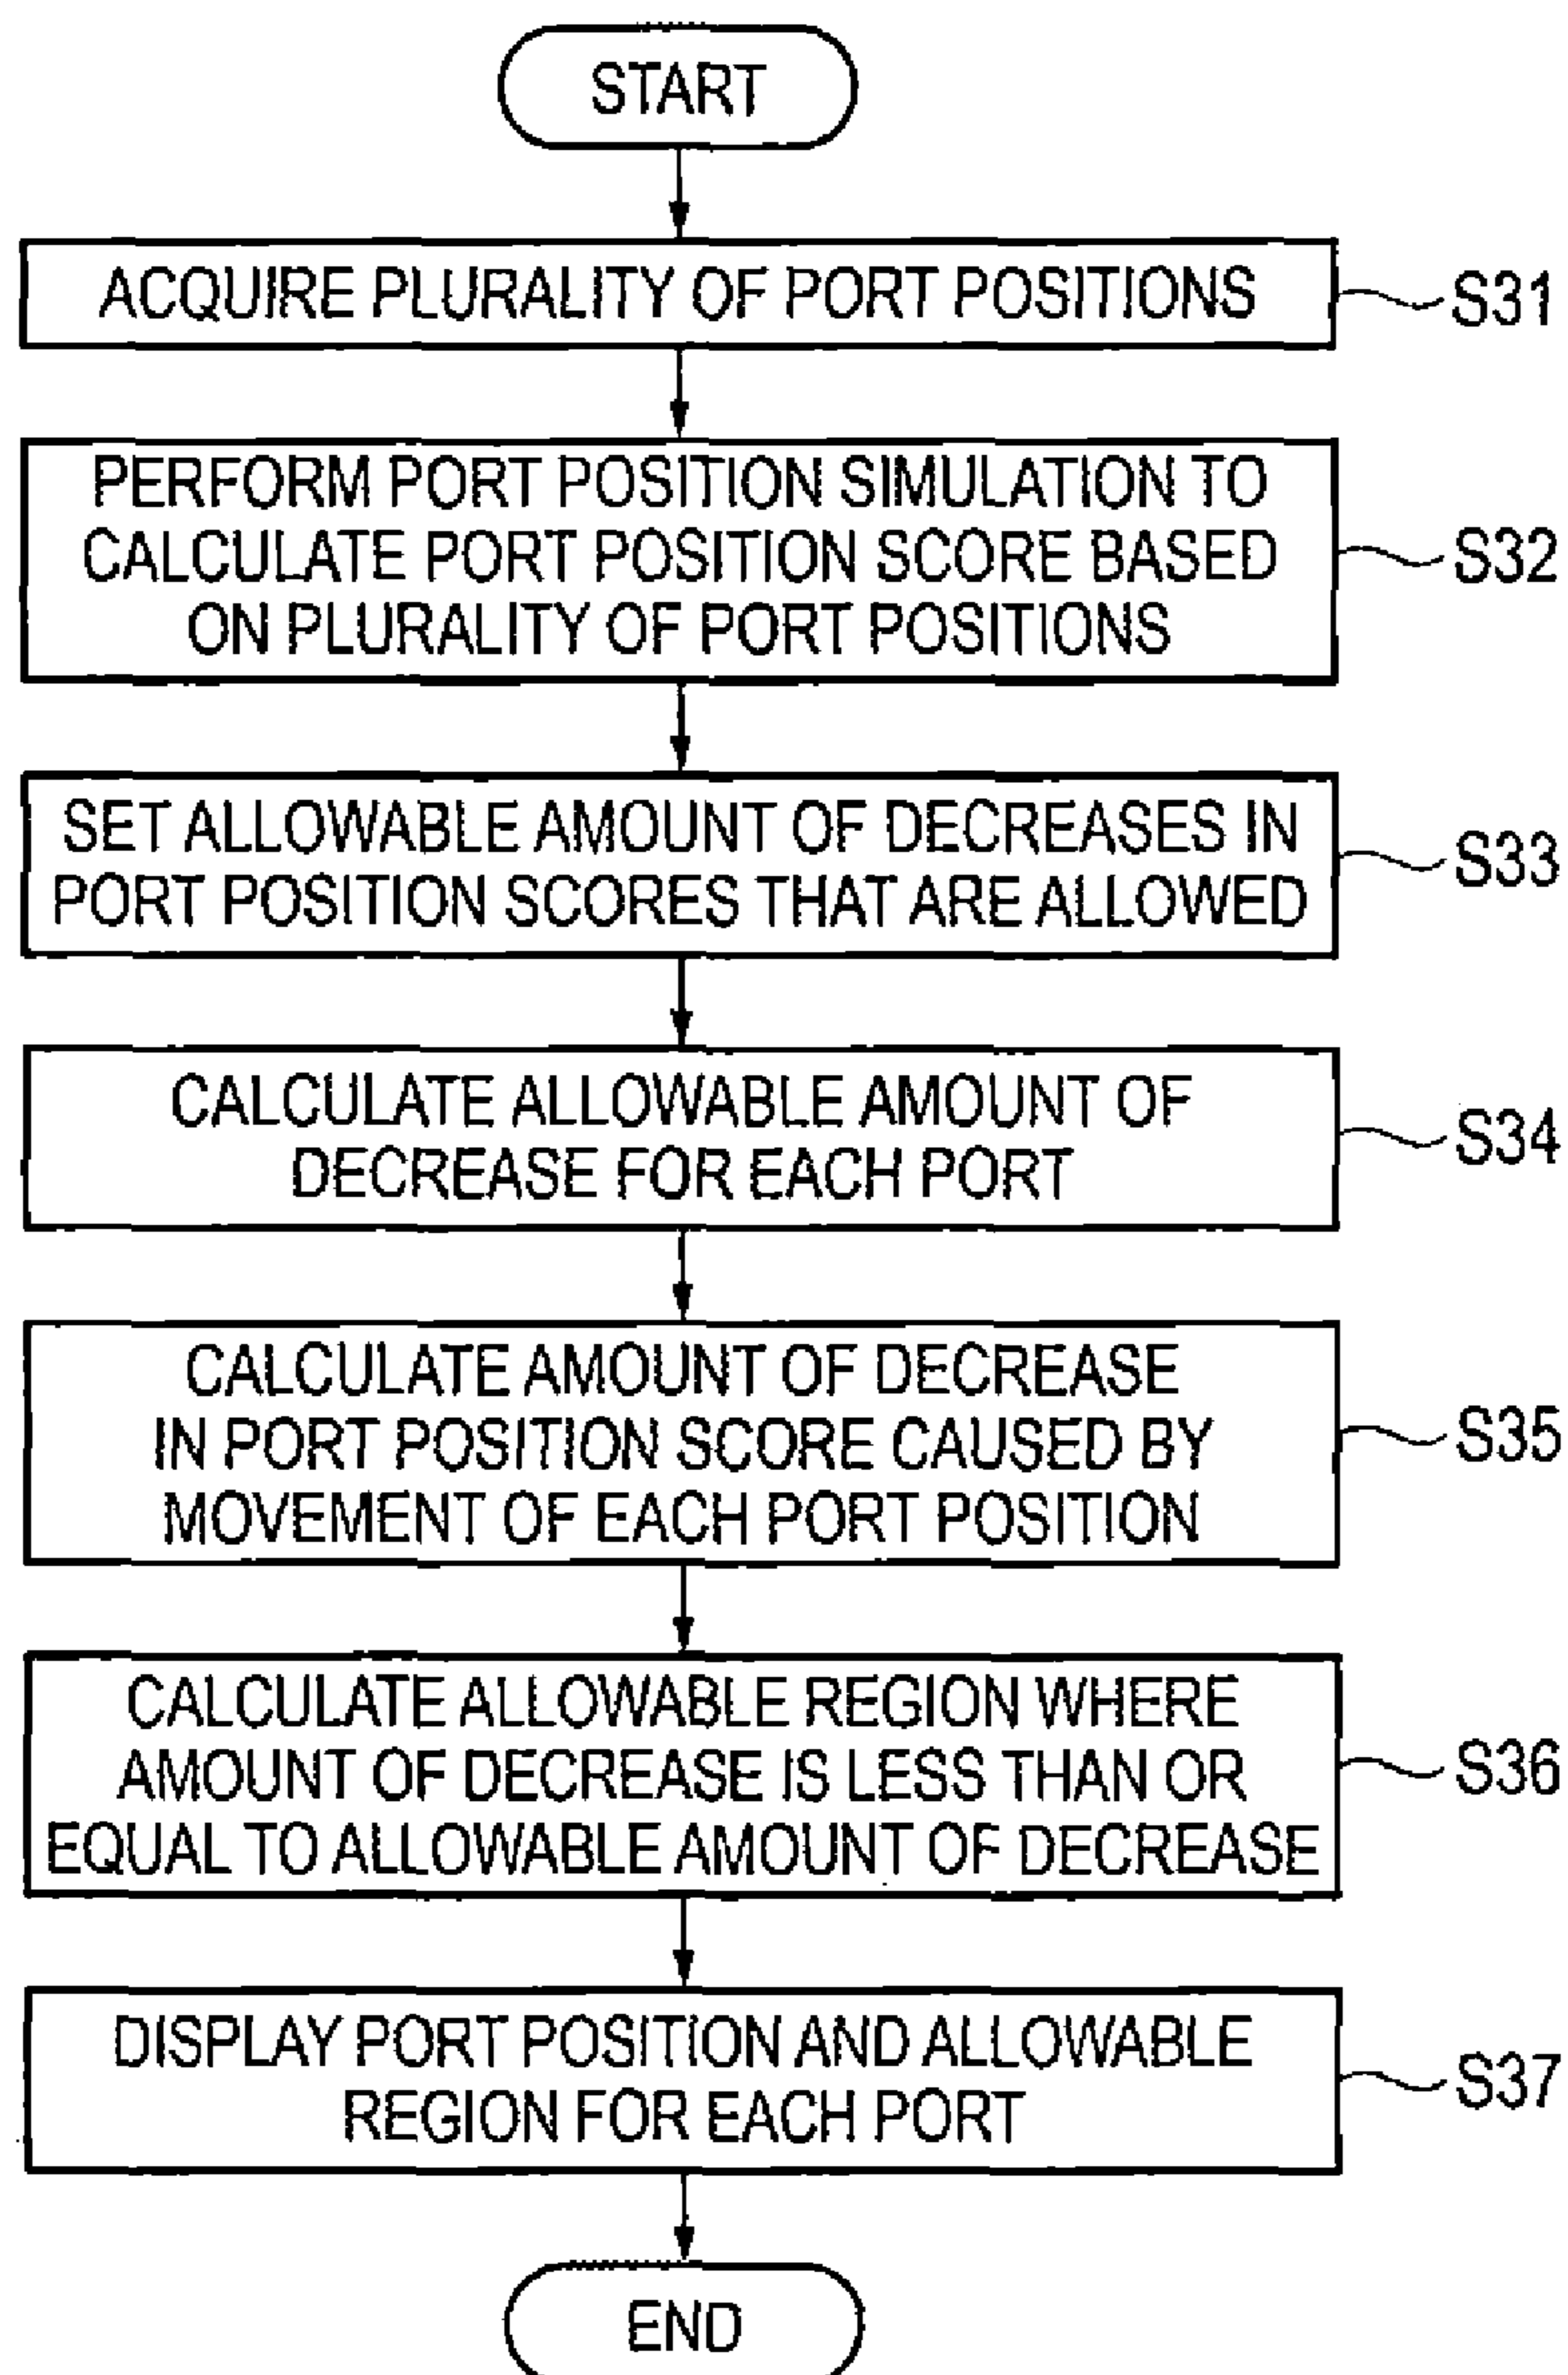 START
ACQUIRE PLURALITY OF PORT POSITIONS
S31
PERFORM PORT POSITION SIMULATION TO
CALCULATE PORT POSITION SCORE BASED
ON PLURALITY OF PORT POSITIONS
S32
SET ALLOWABLE AMOUNT OF DECREASES IN
PORT POSITION SCORES THAT ARE ALLOWED
S33
CALCULATE ALLOWABLE AMOUNT OF
DECREASE FOR EACH PORT
S34
CALCULATE AMOUNT OF DECREASE
IN PORT POSITION SCORE CAUSED BY
MOVEMENT OF EACH PORT POSITION
S35
CALCULATE ALLOWABLE REGION WHERE
AMOUNT OF DECREASE IS LESS THAN OR
EQUAL TO ALLOWABLE AMOUNT OF DECREASE
S36
DISPLAY PORT POSITION AND ALLOWABLE
REGION FOR EACH PORT
S37
END